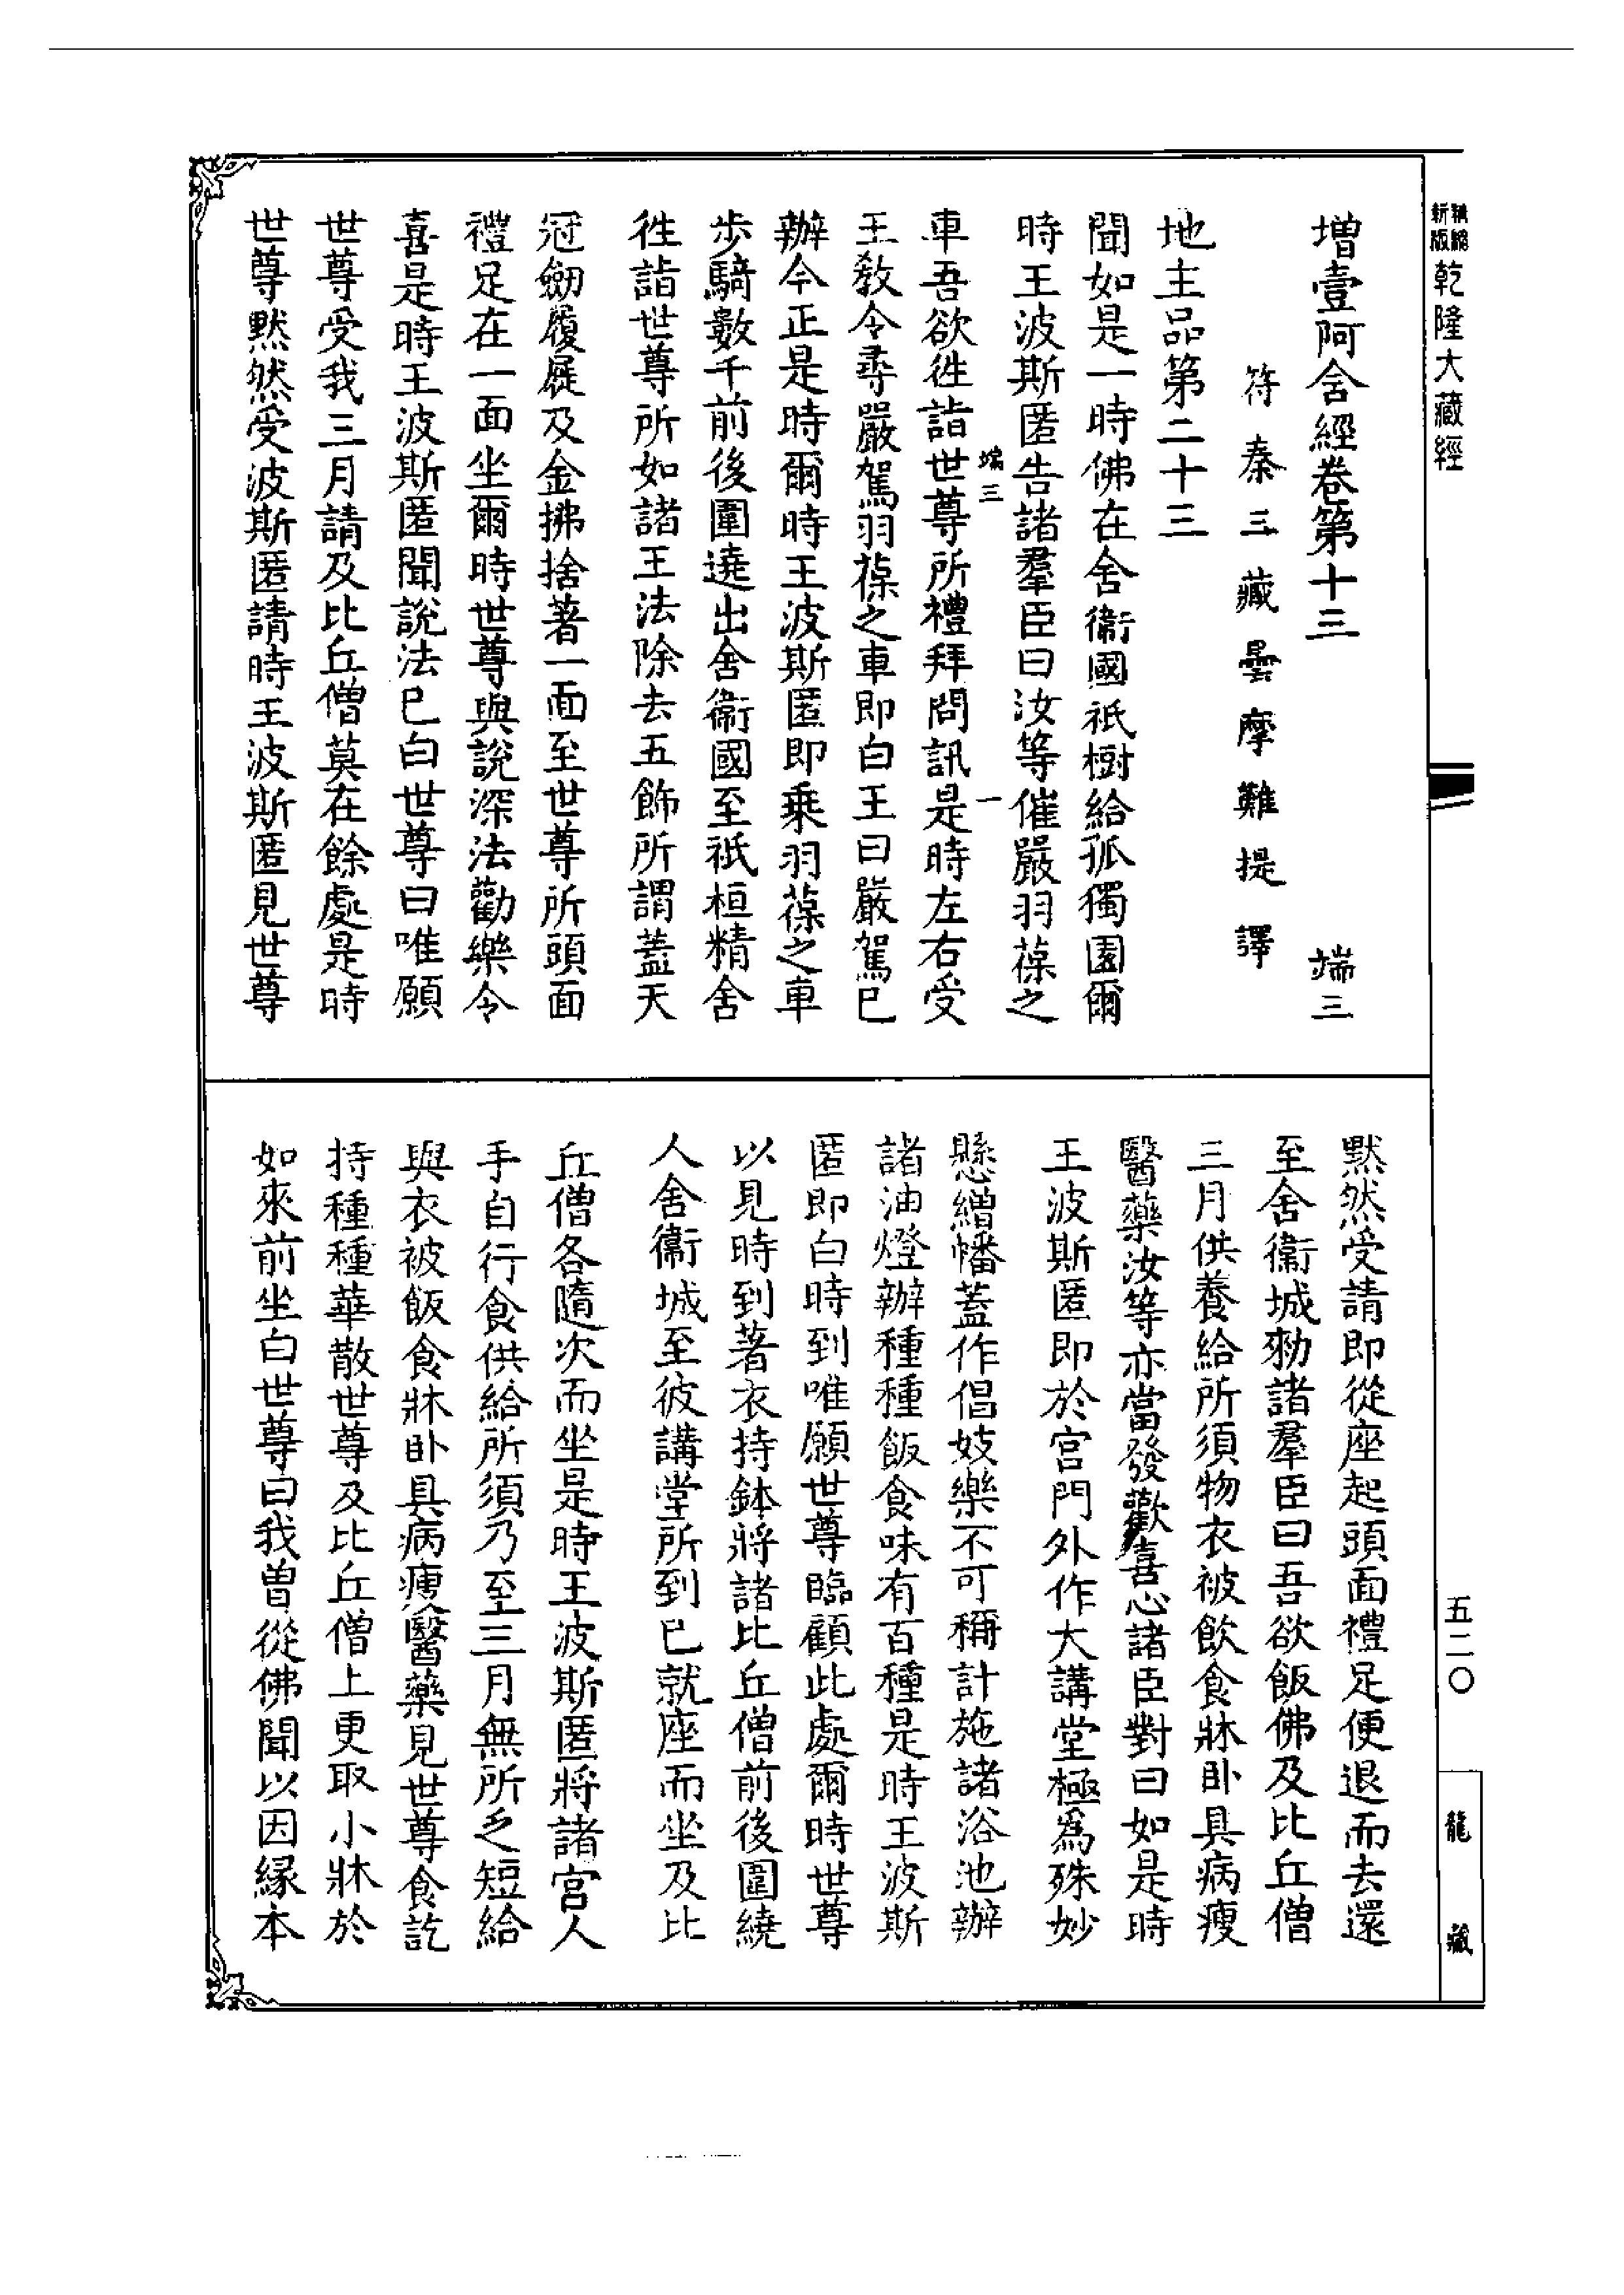 新版精縮乾隆大藏經
增壹阿含經卷第十三 端三
符秦三藏曇摩難提譯
地主品第二十三
聞如是一時佛在舍衞國祇樹給孤獨園爾
時王波斯匿告諸羣臣曰汝等催嚴羽葆之
端三 一
車吾欲徃詣世尊所禮拜問訊是時左右受
王敎令尋嚴駕羽葆之車即白王曰嚴駕巳
辦今正是時爾時王波斯匿即乗羽葆之車
步騎數千前後圍遶出舍衞國至祇桓精舍
徃詣世尊所如諸王法除去五飾所謂蓋天
冠劒履屣及金拂捨著一面至世尊所頭面
禮足在一面坐爾時世尊與說深法勸樂令
喜是時王波斯匿聞說法巳白世尊曰唯願
世尊受我三月請及比丘僧莫在餘處是時
世尊黙然受波斯匿請時王波斯匿見世尊
黙然受請即從座起頭面禮足便退而去還
至舍衞城勑諸羣臣曰吾欲飯佛及比丘僧
三月供養給所須物衣被飲食牀卧具病瘦
醫藥汝等亦當發歡喜心諸臣對曰如是時
王波斯匿即於宮門外作大講堂極爲殊妙
懸繒幡蓋作倡妓樂不可稱計施諸浴池辦
諸油燈辦種種飯食味有百種是時王波斯
匿即白時到唯願世尊臨顧此處爾時世尊
以見時到著衣持鉢將諸比丘僧前後圍繞
人舍衞城至彼講堂所到巳就座而坐及比
丘僧各隨次而坐是時王波斯匿將諸宮人
手自行食供給所須乃至三月無所乏短給
與衣被飯食牀卧具病瘦醫藥見世尊食訖
持種種華散世尊及比丘僧上更取小牀於
如來前坐白世尊曰我曾從佛聞以因縁本
五二〇
龍藏